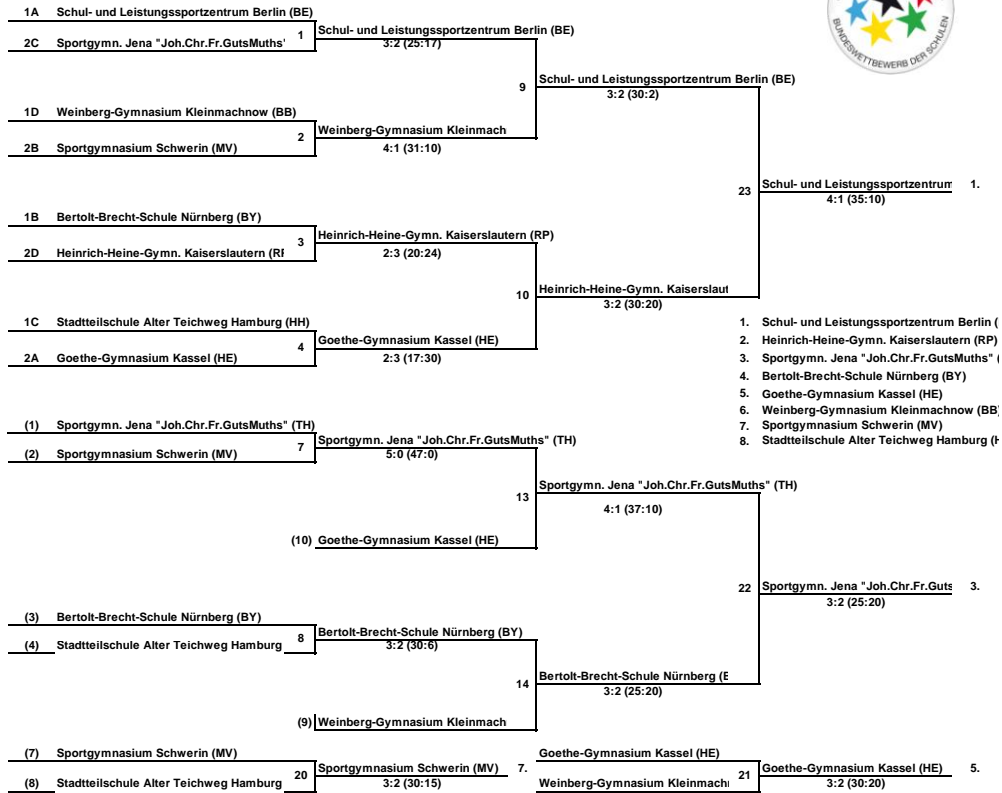 1A Schul- und Leistungssportzentrum Berlin (BE)
1 Schul- und Leistungssportzentrum Berlin (BE)
2C Sportgymn. Jena "Joh.Chr.Fr.GutsMuths"
3:2 (25:17)
9 Schul- und Leistungssportzentrum Berlin (BE)
3:2 (30:2)
1D Weinberg-Gymnasium Kleinmachnow (BB)
2 Weinberg-Gymnasium Kleinmach
2B Sportgymnasium Schwerin (MV)
4:1 (31:10)
23 Schul- und Leistungssportzentrum 1.
4:1 (35:10)
1B Bertolt-Brecht-Schule Nürnberg (BY)
3 Heinrich-Heine-Gymn. Kaiserslautern (RP)
2D Heinrich-Heine-Gymn. Kaiserslautern (RF
2:3 (20:24)
10 Heinrich-Heine-Gymn. Kaiserslaut
3:2 (30:20)
1C Stadtteilschule Alter Teichweg Hamburg (HH)
4 Goethe-Gymnasium Kassel (HE)
2A Goethe-Gymnasium Kassel (HE)
2:3 (17:30)
1. Schul- und Leistungssportzentrum Berlin (
2. Heinrich-Heine-Gymn. Kaiserslautern (RP)
3. Sportgymn. Jena "Joh.Chr.Fr.GutsMuths" (
4. Bertolt-Brecht-Schule Nürnberg (BY)
5. Goethe-Gymnasium Kassel (HE)
6. Weinberg-Gymnasium Kleinmachnow (BB)
7. Sportgymnasium Schwerin (MV)
8. Stadtteilschule Alter Teichweg Hamburg (H
(1) Sportgymn. Jena "Joh.Chr.Fr.GutsMuths" (TH)
7 Sportgymn. Jena "Joh.Chr.Fr.GutsMuths" (TH)
(2) Sportgymnasium Schwerin (MV)
5:0 (47:0)
13 Sportgymn. Jena "Joh.Chr.Fr.GutsMuths" (TH)
4:1 (37:10)
(10) Goethe-Gymnasium Kassel (HE)
22 Sportgymn. Jena "Joh.Chr.Fr.Guts 3.
3:2 (25:20)
(3) Bertolt-Brecht-Schule Nürnberg (BY)
8 Bertolt-Brecht-Schule Nürnberg (BY)
(4) Stadtteilschule Alter Teichweg Hamburg
3:2 (30:6)
14 Bertolt-Brecht-Schule Nürnberg (E
3:2 (25:20)
(9) Weinberg-Gymnasium Kleinmach
(7) Sportgymnasium Schwerin (MV)
20 Sportgymnasium Schwerin (MV) 7.
(8) Stadtteilschule Alter Teichweg Hamburg
3:2 (30:15)
Goethe-Gymnasium Kassel (HE)
21 Goethe-Gymnasium Kassel (HE) 5.
Weinberg-Gymnasium Kleinmach
3:2 (30:20)
BUNDESWETTBEWERB DER SCHULEN